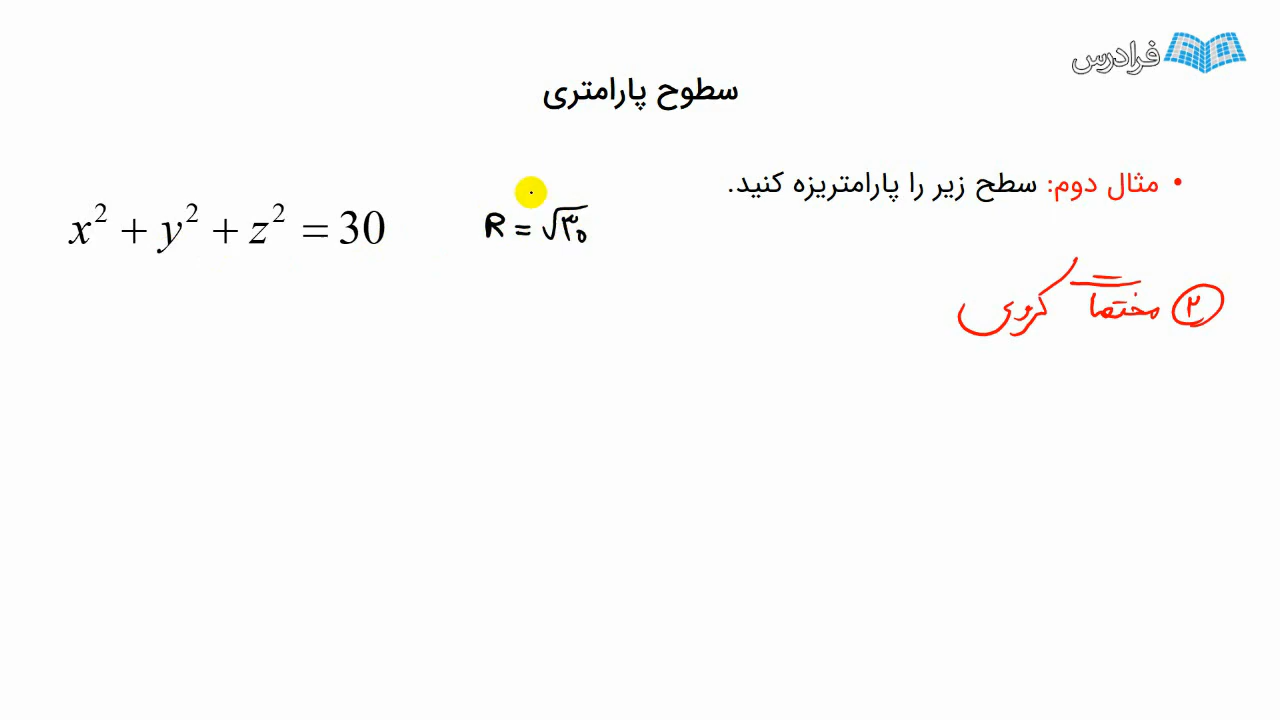 فرادرس
سطوح پارامتری
• مثال دوم: سطح زیر را پارامتریزه کنید.
x² + y² + z² = 30
R = √۳۰
۲ مختصات کروی